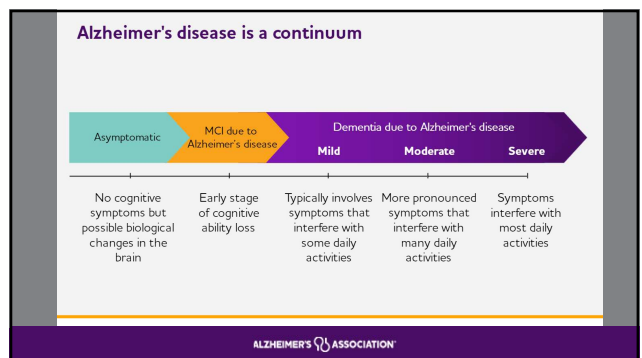 Alzheimer's disease is a continuum
Asymptomatic
MCI due to
Alzheimer's disease
Dementia due to Alzheimer's disease
Mild
Moderate
Severe
No cognitive
symptoms but
possible biological
changes in the
brain
Early stage
of cognitive
ability loss
Typically involves
symptoms that
interfere with
some daily
activities
More pronounced
symptoms that
interfere with
many daily
activities
Symptoms
interfere with
most daily
activities
ALZHEIMER'S ASSOCIATION